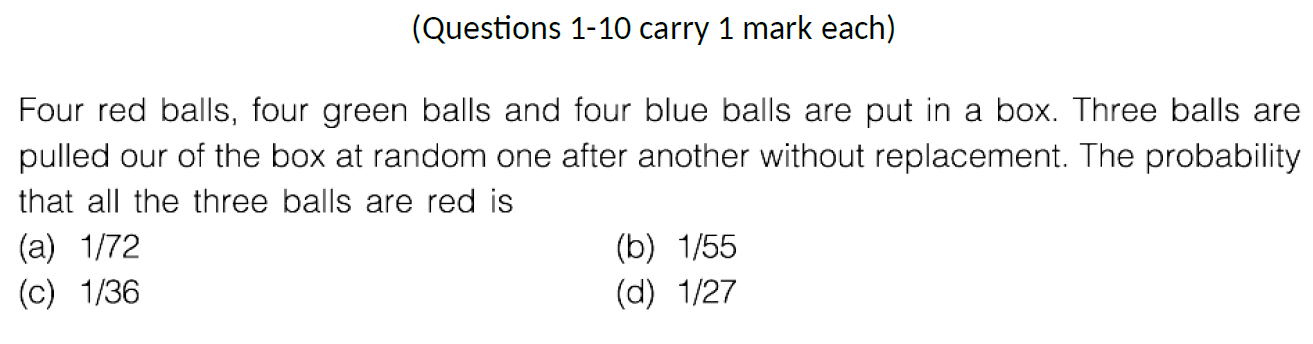 (Questions 1-10 carry 1 mark each)
Four red balls, four green balls and four blue balls are put in a box. Three balls are
pulled our of the box at random one after another without replacement. The probability
that all the three balls are red is
(a) 1/72 (b) 1/55
(c) 1/36 (d) 1/27